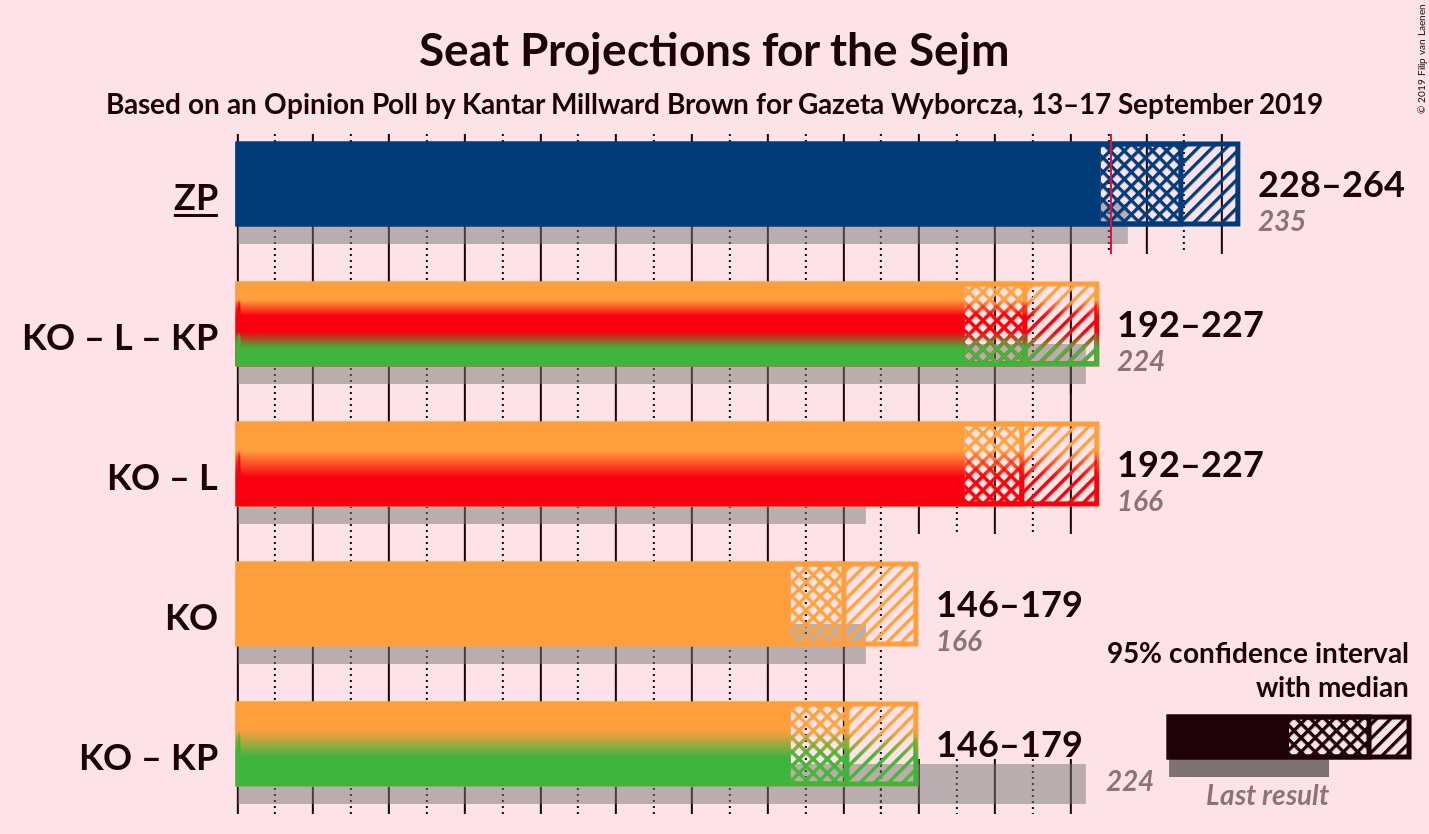 Seat Projections for the Sejm
Based on an Opinion Poll by Kantar Millward Brown for Gazeta Wyborcza, 13–17 September 2019
© 2019 Filip van Laenen
ZP
228–264
235
KO – L – KP
192–227
224
KO – L
192–227
166
KO
146–179
166
KO – KP
146–179
224
95% confidence interval
with median
Last result